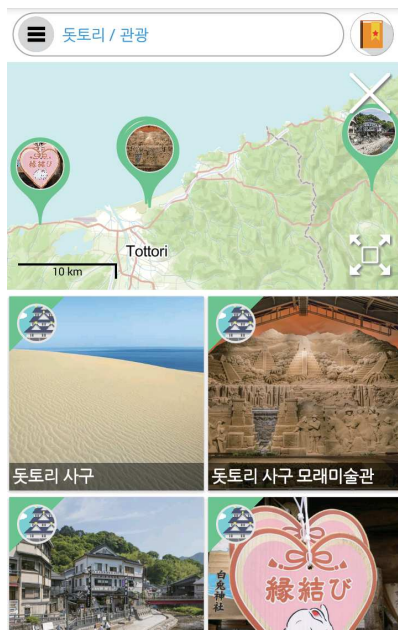 돗토리 / 관광
縁結び
Tottori
10 km
돗토리 사구
돗토리 사구 모래미술관
白兎神社
縁結び